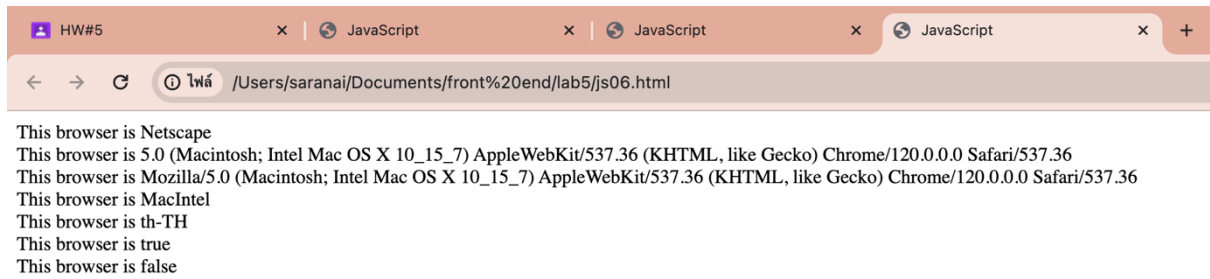 HW#5
JavaScript
JavaScript
JavaScript
ไฟล์ /Users/saranai/Documents/front%20end/lab5/js06.html
This browser is Netscape
This browser is 5.0 (Macintosh; Intel Mac OS X 10_15_7) AppleWebKit/537.36 (KHTML, like Gecko) Chrome/120.0.0.0 Safari/537.36
This browser is Mozilla/5.0 (Macintosh; Intel Mac OS X 10_15_7) AppleWebKit/537.36 (KHTML, like Gecko) Chrome/120.0.0.0 Safari/537.36
This browser is MacIntel
This browser is th-TH
This browser is true
This browser is false